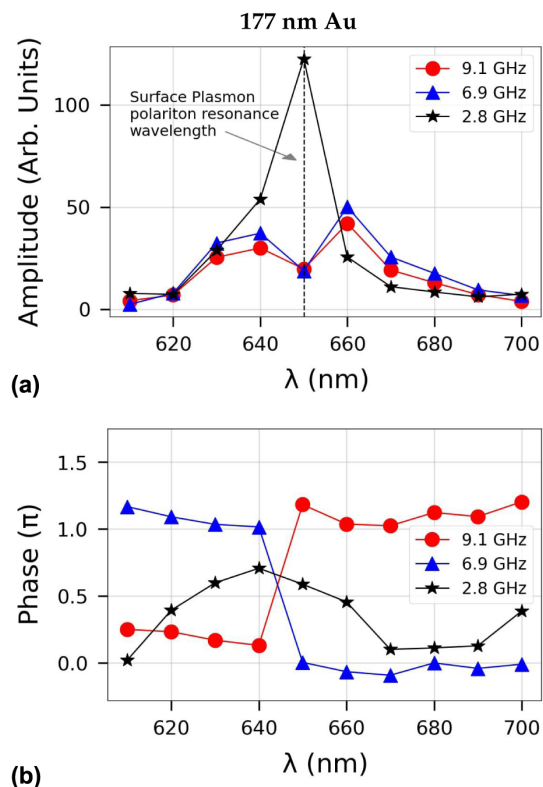 177 nm Au
Amplitude (Arb. Units)
100
50
0
Surface Plasmon
polariton resonance
wavelength
9.1 GHz
6.9 GHz
2.8 GHz
620 640 660 680 700
λ (nm)
(a)
Phase (π)
1.5
1.0
0.5
0.0
9.1 GHz
6.9 GHz
2.8 GHz
620 640 660 680 700
λ (nm)
(b)